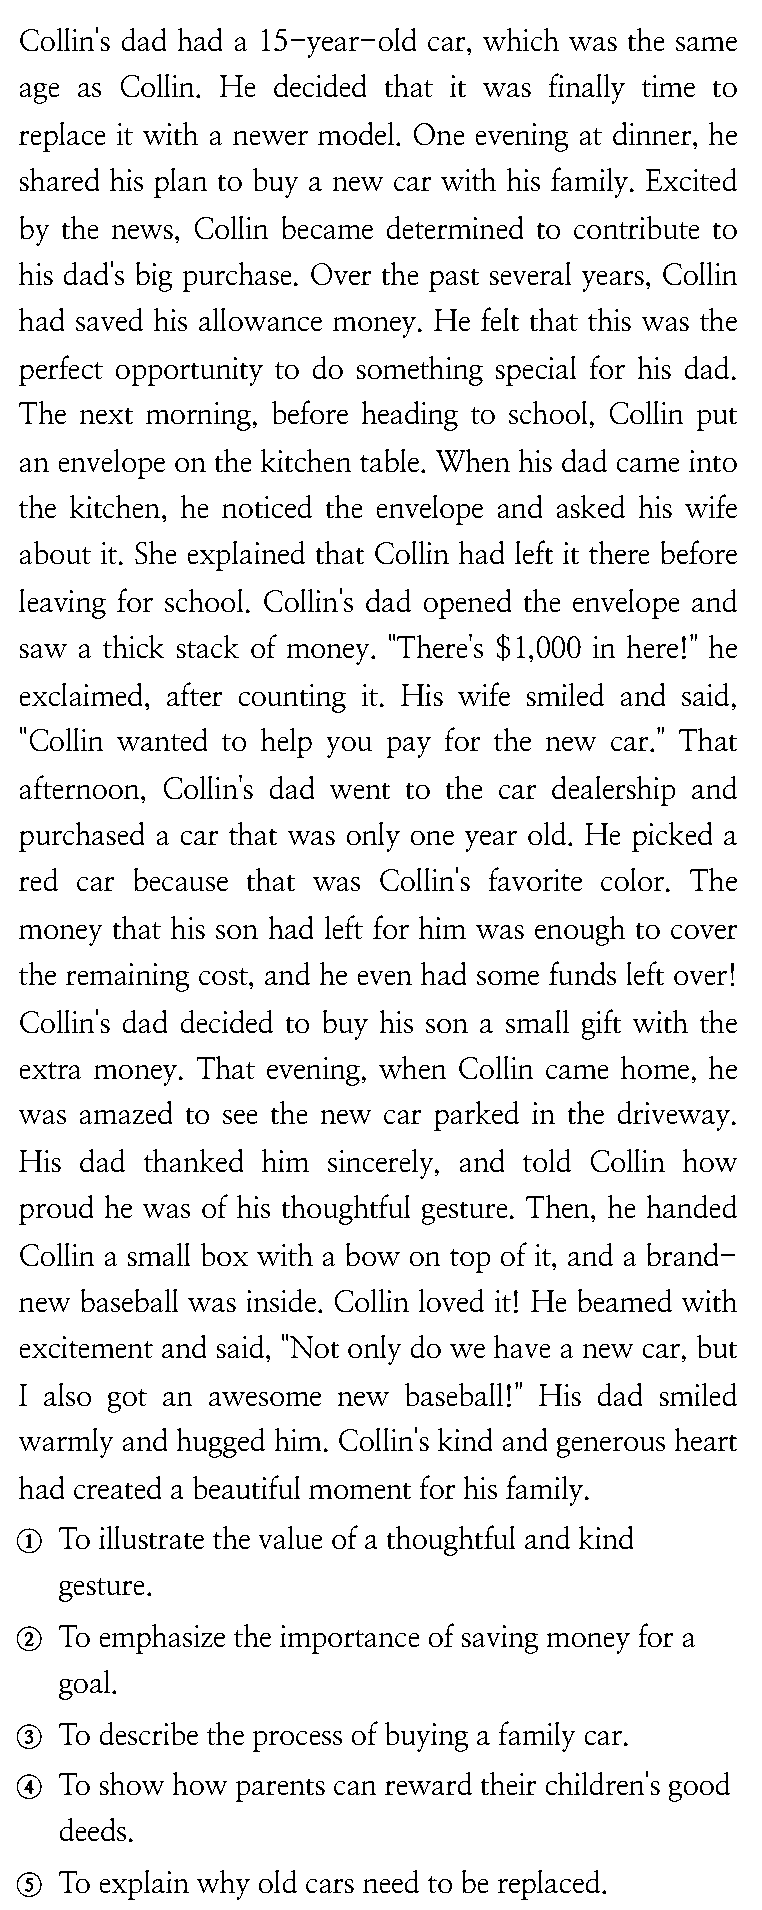 Collin's dad had a 15-year-old car, which was the same
age as Collin. He decided that it was finally time to
replace it with a newer model. One evening at dinner, he
shared his plan to buy a new car with his family. Excited
by the news, Collin became determined to contribute to
his dad's big purchase. Over the past several years, Collin
had saved his allowance money. He felt that this was the
perfect opportunity to do something special for his dad.
The next morning, before heading to school, Collin put
an envelope on the kitchen table. When his dad came into
the kitchen, he noticed the envelope and asked his wife
about it. She explained that Collin had left it there before
leaving for school. Collin's dad opened the envelope and
saw a thick stack of money. "There's $1,000 in here!" he
exclaimed, after counting it. His wife smiled and said,
"Collin wanted to help you pay for the new car." That
afternoon, Collin's dad went to the car dealership and
purchased a car that was only one year old. He picked a
red car because that was Collin's favorite color. The
money that his son had left for him was enough to cover
the remaining cost, and he even had some funds left over!
Collin's dad decided to buy his son a small gift with the
extra money. That evening, when Collin came home, he
was amazed to see the new car parked in the driveway.
His dad thanked him sincerely, and told Collin how
proud he was of his thoughtful gesture. Then, he handed
Collin a small box with a bow on top of it, and a brand-
new baseball was inside. Collin loved it! He beamed with
excitement and said, "Not only do we have a new car, but
I also got an awesome new baseball!" His dad smiled
warmly and hugged him. Collin's kind and generous heart
had created a beautiful moment for his family.
① To illustrate the value of a thoughtful and kind
gesture.
② To emphasize the importance of saving money for a
goal.
③ To describe the process of buying a family car.
④ To show how parents can reward their children's good
deeds.
⑤ To explain why old cars need to be replaced.